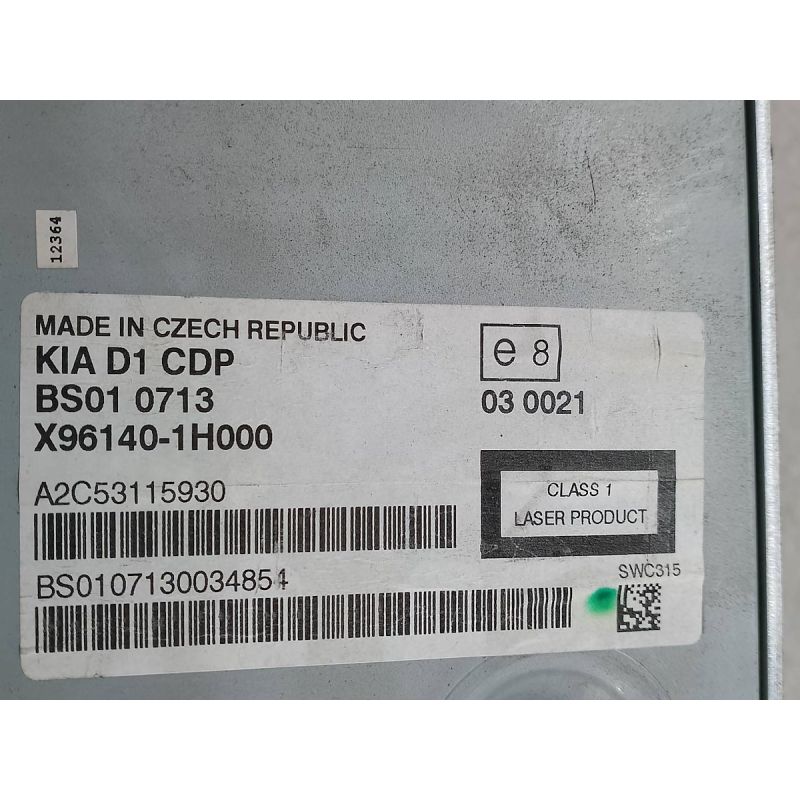 12364
MADE IN CZECH REPUBLIC
KIA D1 CDP
BS01 0713
X96140-1H000
e 8
03 0021
A2C53115930
CLASS 1
LASER PRODUCT
BS0107130034851
SWC315